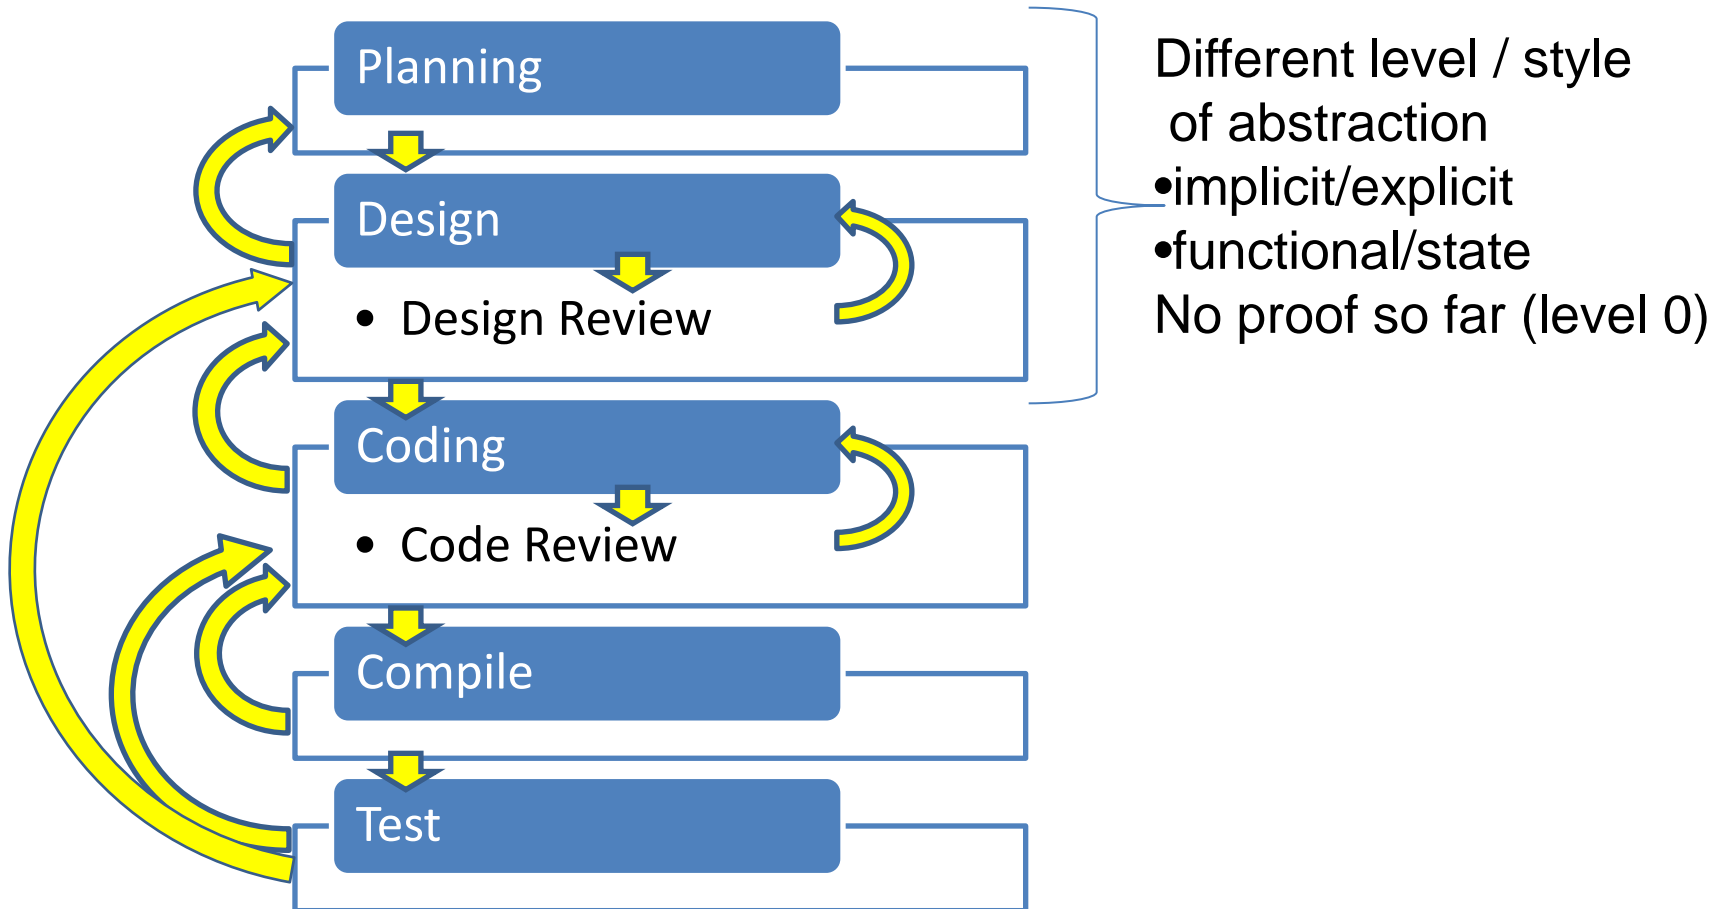 Planning
Design
• Design Review
Coding
• Code Review
Compile
Test
Different level / style
of abstraction
•implicit/explicit
•functional/state
No proof so far (level 0)